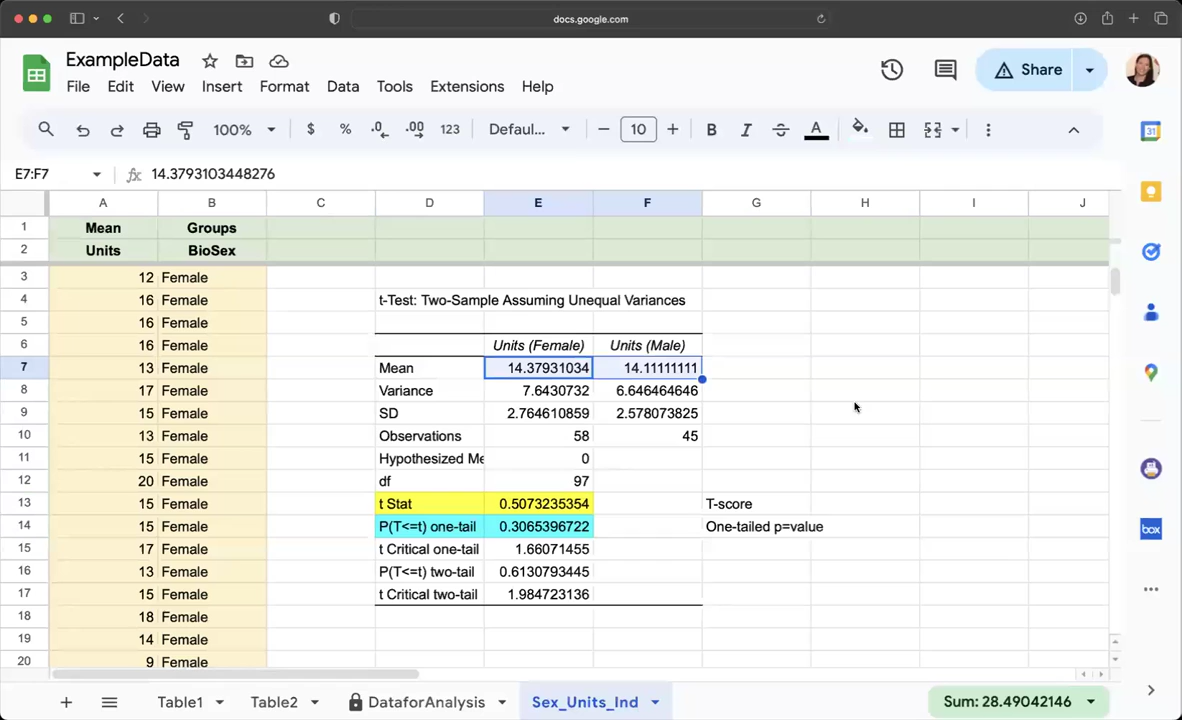 docs.google.com
ExampleData
File Edit View Insert Format Data Tools Extensions Help
Share
100% $ % .0 .00 123 Defaul... 10 B I S A
E7:F7 fx 14.3793103448276
A B C D E F G H I J
1 Mean Groups
2 Units BioSex
3 12 Female
4 16 Female t-Test: Two-Sample Assuming Unequal Variances
5 16 Female
6 16 Female Units (Female) Units (Male)
7 13 Female Mean 14.37931034 14.11111111
8 17 Female Variance 7.6430732 6.646464646
9 15 Female SD 2.764610859 2.578073825
10 13 Female Observations 58 45
11 15 Female Hypothesized Me 0
12 20 Female df 97
13 15 Female t Stat 0.5073235354 T-score
14 15 Female P(T<=t) one-tail 0.3065396722 One-tailed p=value
15 17 Female t Critical one-tail 1.66071455
16 13 Female P(T<=t) two-tail 0.6130793445
17 15 Female t Critical two-tail 1.984723136
18 18 Female
19 14 Female
20 9 Female
Table1 Table2 DataforAnalysis Sex_Units_Ind Sum: 28.49042146
31
box